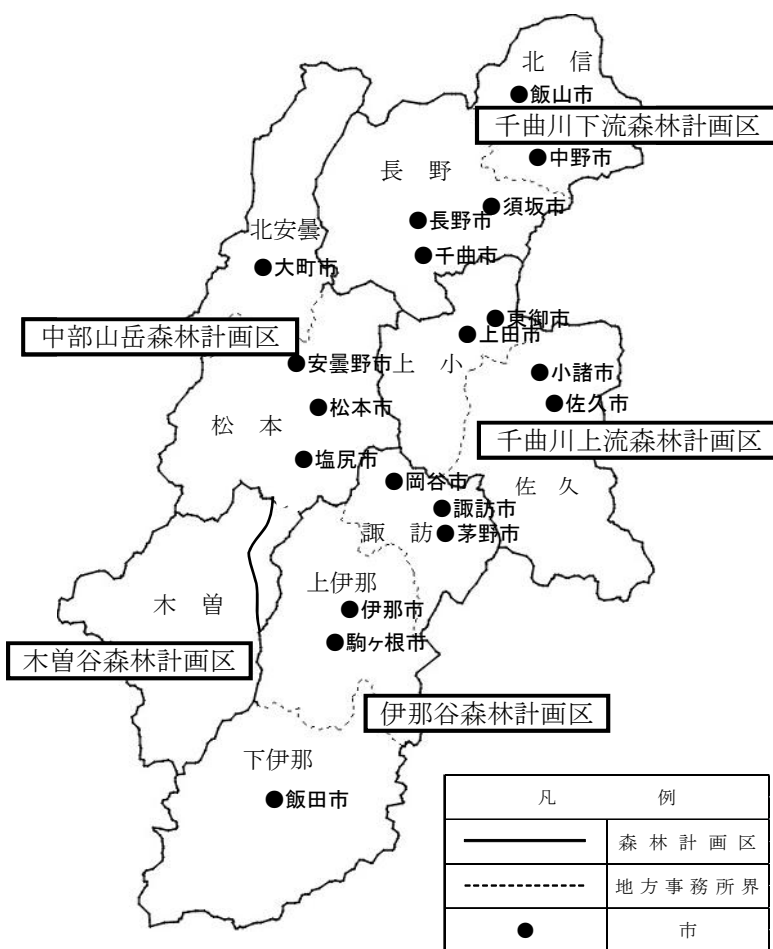 北信
飯山市
千曲川下流森林計画区
中野市
長野
須坂市
長野市
北安曇
千曲市
大町市
東御市
上田市
中部山岳森林計画区
安曇野市
上小
小諸市
佐久市
松本市
松本
千曲川上流森林計画区
塩尻市
岡谷市
佐久
諏訪市
諏訪
茅野市
上伊那
木曽
伊那市
駒ヶ根市
木曽谷森林計画区
伊那谷森林計画区
下伊那
飯田市
凡例
森林計画区
地方事務所界
市